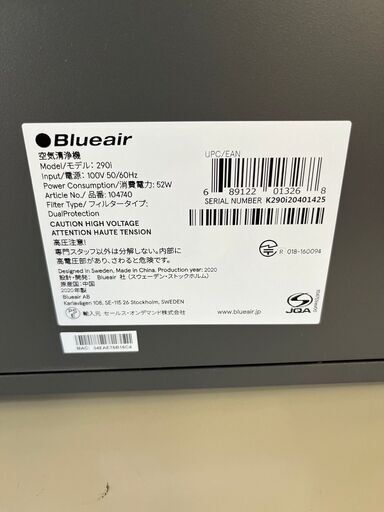 Blueair
空気清浄機
Model/モデル：290i
Input/電源：100V 50/60Hz
Power Consumption/消費電力：52W
Article No./品番：104740
Filter Type/フィルタータイプ：
DualProtection
CAUTION HIGH VOLTAGE
ATTENTION HAUTE TENSION
高圧注意!
専門スタッフ以外は分解しない。内部に
高電圧部があり、さわると危険です。
Designed in Sweden, Made in China. Production year: 2020
設計・開発： Blueair 社 (スウェーデン・ストックホルム)
原産国：中国
2020年製
Blueair AB
Karlavägen 108, SE-115 26 Stockholm, SWEDEN
PSE 輸入元 セールス・オンデマンド株式会社
UPC/EAN
6 89122 01326 8
SERIAL NUMBER K290i20401425
R 018-160094
JQA
www.blueair.jp